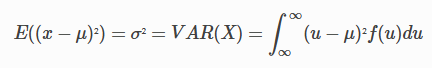 E((x − μ)²) = σ² = VAR(X) = ∫_∞^∞ (u − μ)² f(u)du